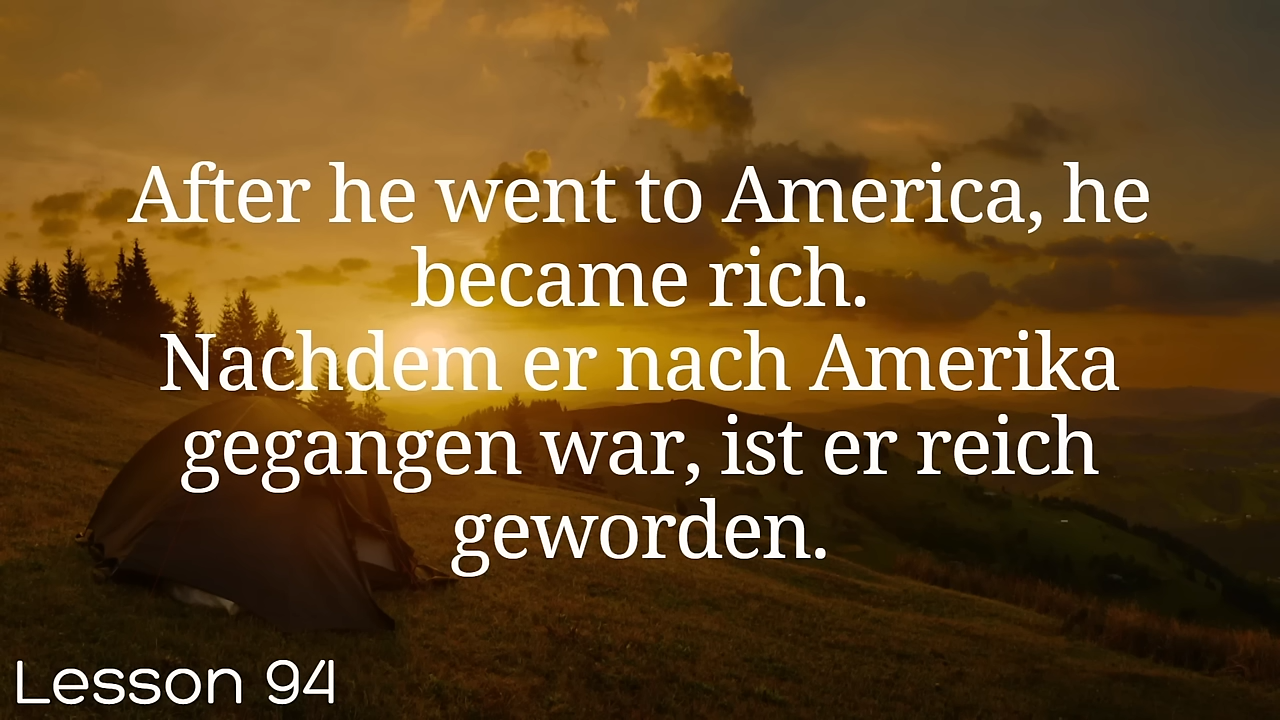 After he went to America, he
became rich.
Nachdem er nach Amerika
gegangen war, ist er reich
geworden.
Lesson 94